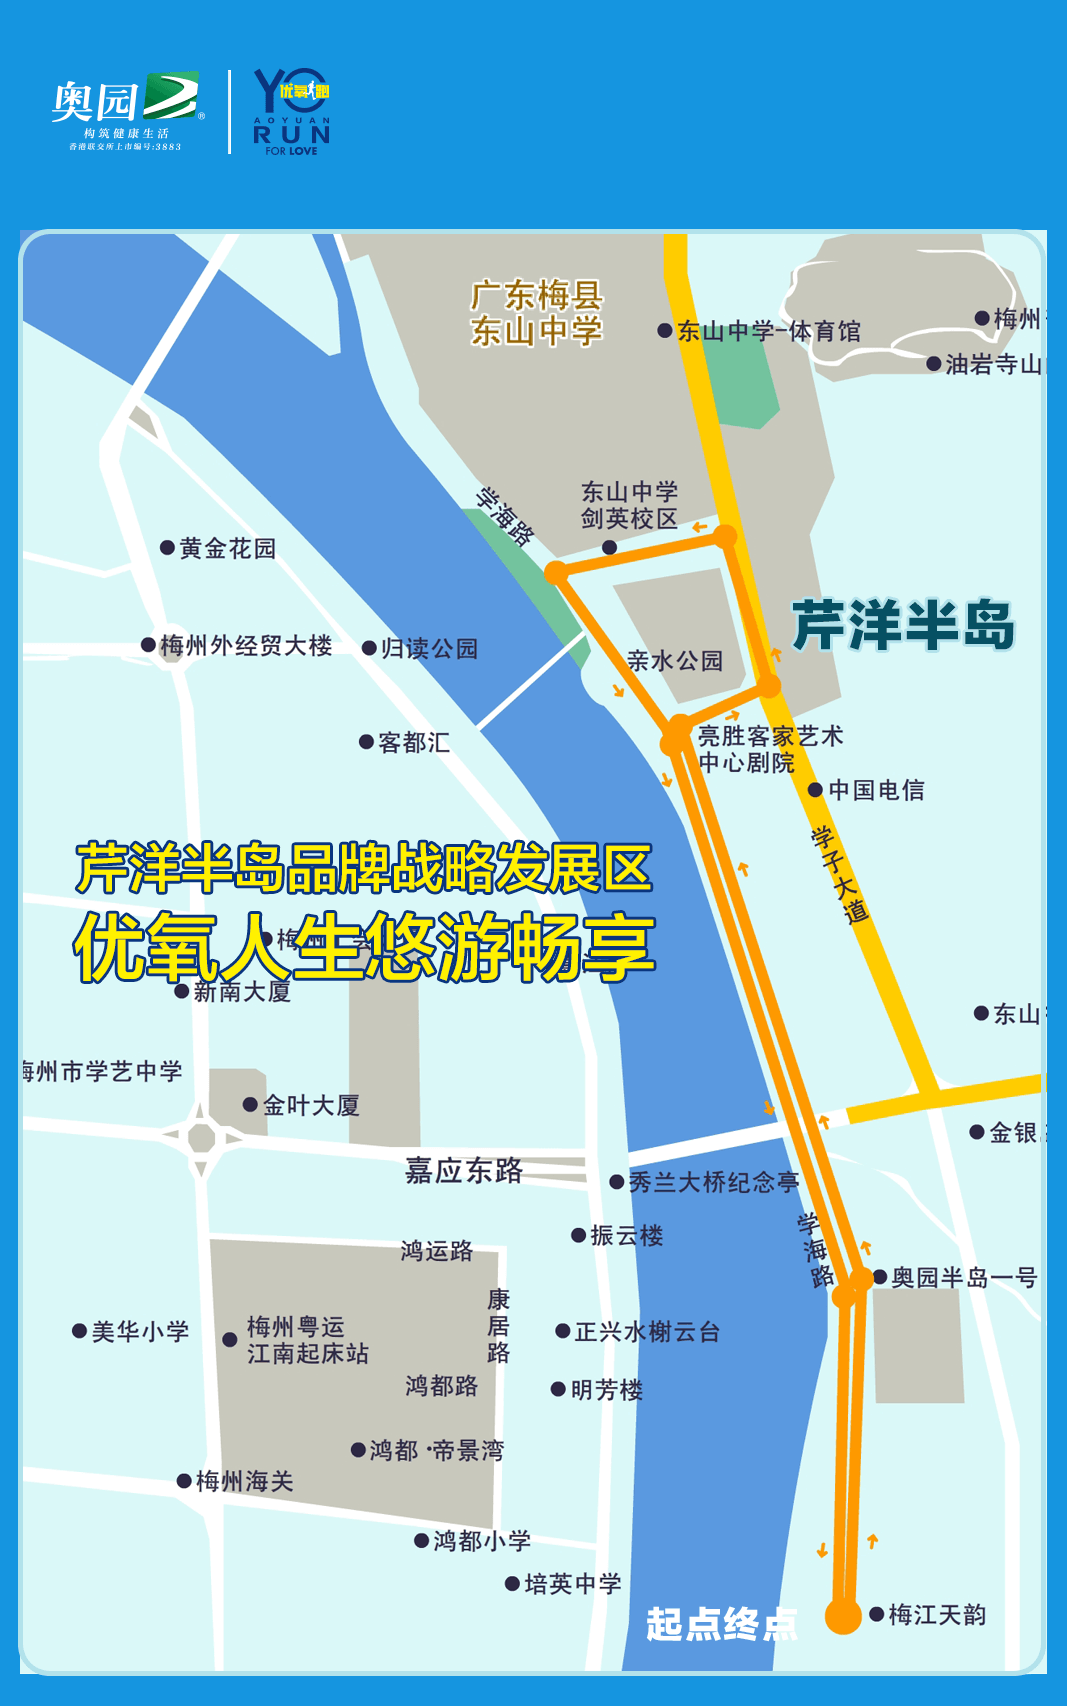 奥园
®
构筑健康生活
香港联交所上市编号:3883
YO
优氧跑
AOYUAN
RUN
FOR LOVE
广东梅县
东山中学
东山中学-体育馆
梅州
油岩寺山
学海路
东山中学
剑英校区
黄金花园
芹洋半岛
梅州外经贸大楼
归读公园
亲水公园
客都汇
亮胜客家艺术
中心剧院
中国电信
学子大道
芹洋半岛品牌战略发展区
优氧人生悠游畅享
梅州
新南大厦
东山
梅州市学艺中学
金叶大厦
金银
嘉应东路
秀兰大桥纪念亭
学海路
振云楼
鸿运路
奥园半岛一号
康居路
美华小学
梅州粤运
江南起床站
正兴水榭云台
鸿都路
明芳楼
鸿都·帝景湾
梅州海关
鸿都小学
培英中学
起点终点
梅江天韵